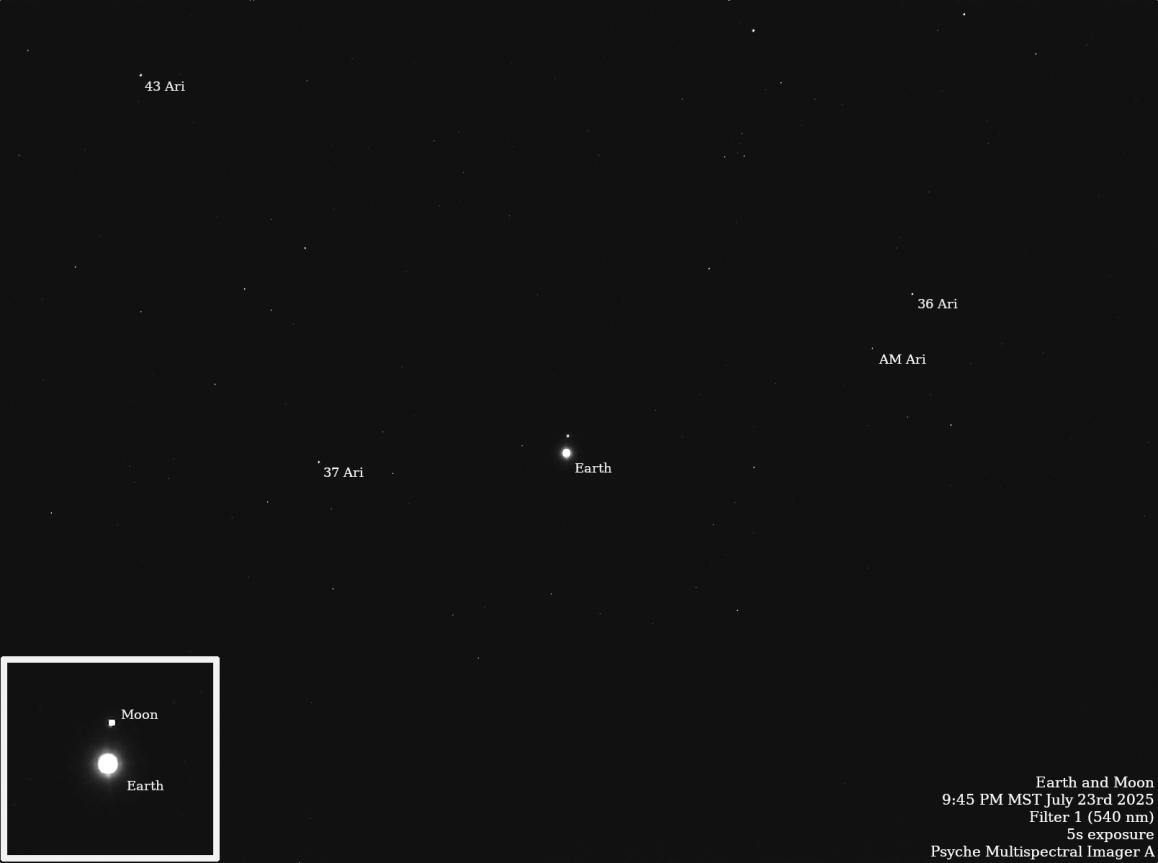 43 Ari
36 Ari
AM Ari
Earth
37 Ari
Moon
Earth
Earth and Moon
9:45 PM MST July 23rd 2025
Filter 1 (540 nm)
5s exposure
Psyche Multispectral Imager A